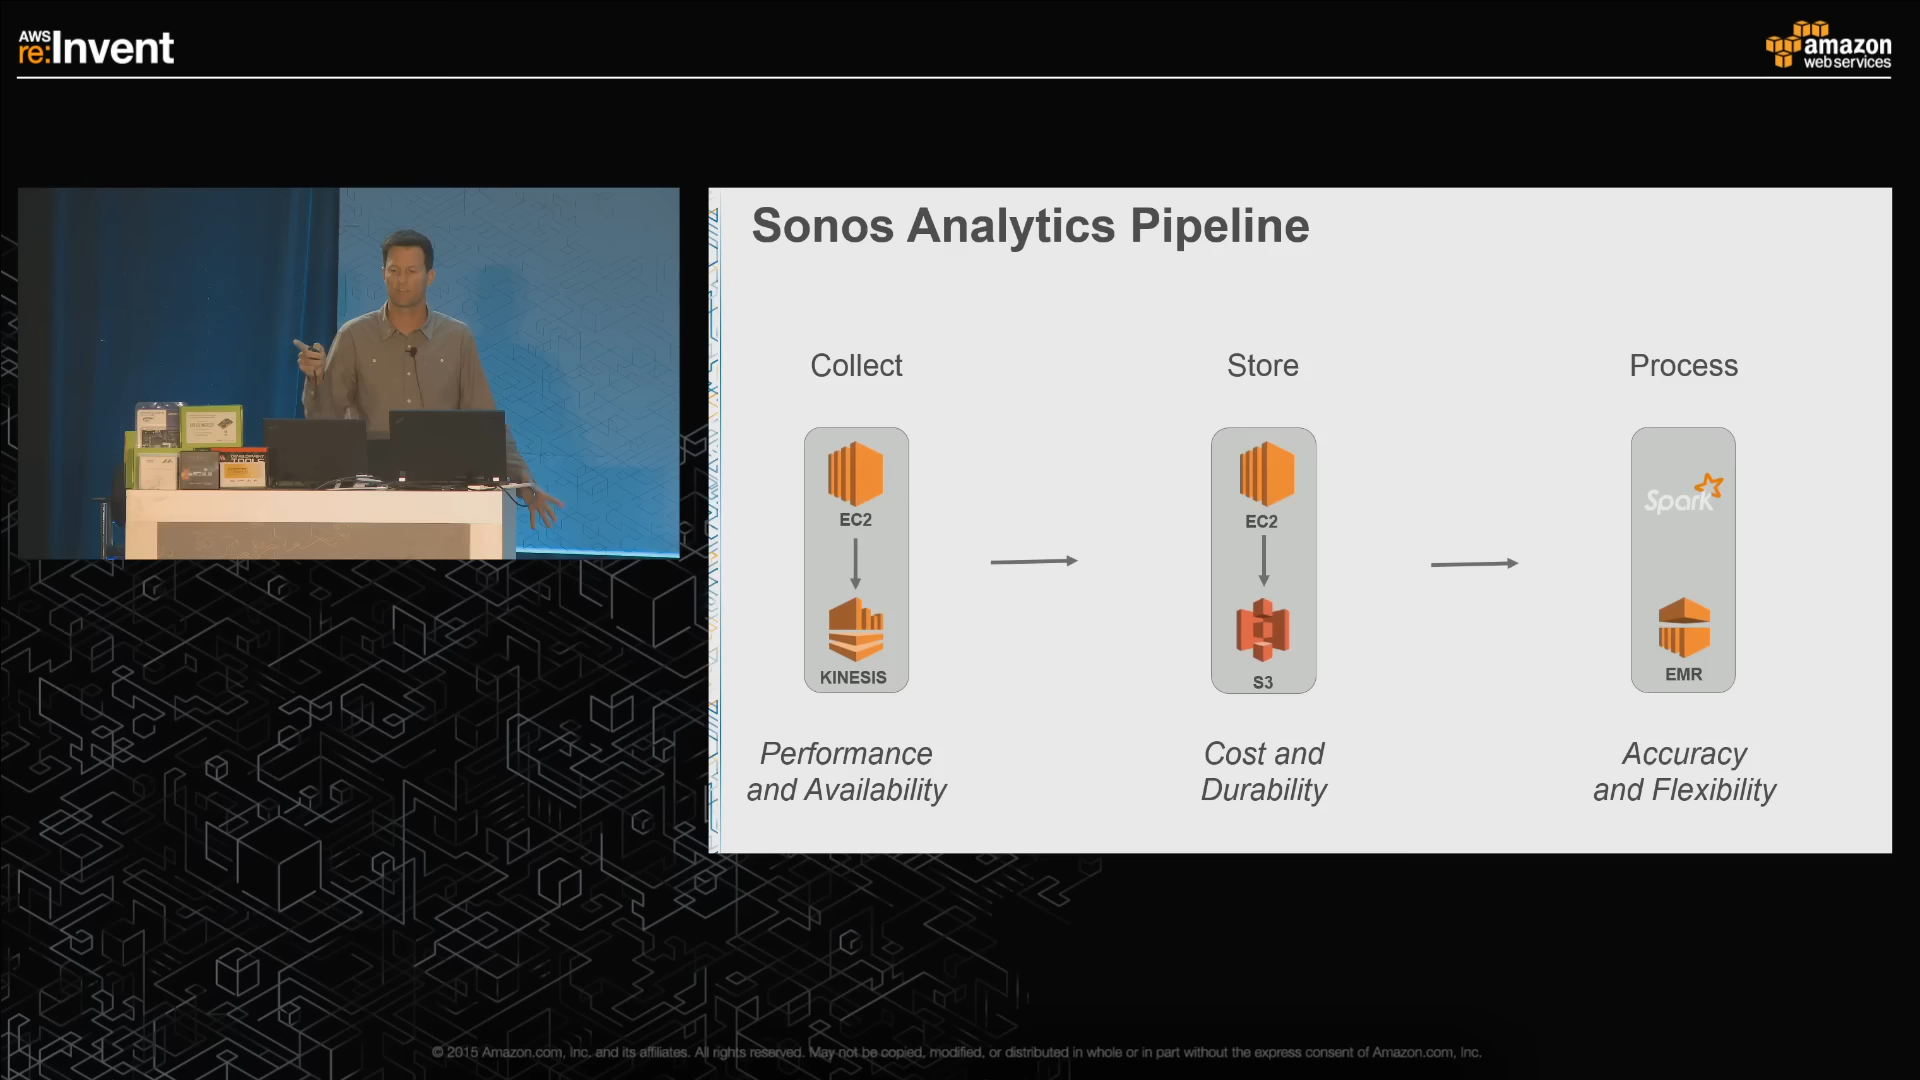 AWS
re:Invent
amazon
web services
Sonos Analytics Pipeline
Collect
Store
Process
EC2
EC2
Spark
KINESIS
S3
EMR
Performance
and Availability
Cost and
Durability
Accuracy
and Flexibility
DEVELOPMENT
TOOLS
© 2015 Amazon.com, Inc. and its affiliates. All rights reserved. May not be copied, modified, or distributed in whole or in part without the express consent of Amazon.com, Inc.